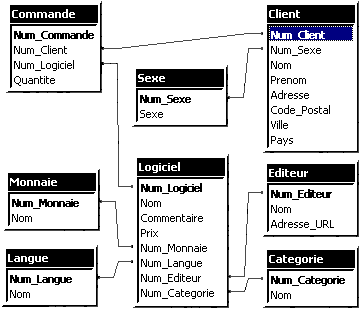 Commande
Num_Commande
Num_Client
Num_Logiciel
Quantite
Client
Num_Client
Num_Sexe
Nom
Prenom
Adresse
Code_Postal
Ville
Pays
Sexe
Num_Sexe
Sexe
Monnaie
Num_Monnaie
Nom
Logiciel
Num_Logiciel
Nom
Commentaire
Prix
Num_Monnaie
Num_Langue
Num_Editeur
Num_Categorie
Editeur
Num_Editeur
Nom
Adresse_URL
Langue
Num_Langue
Nom
Categorie
Num_Categorie
Nom